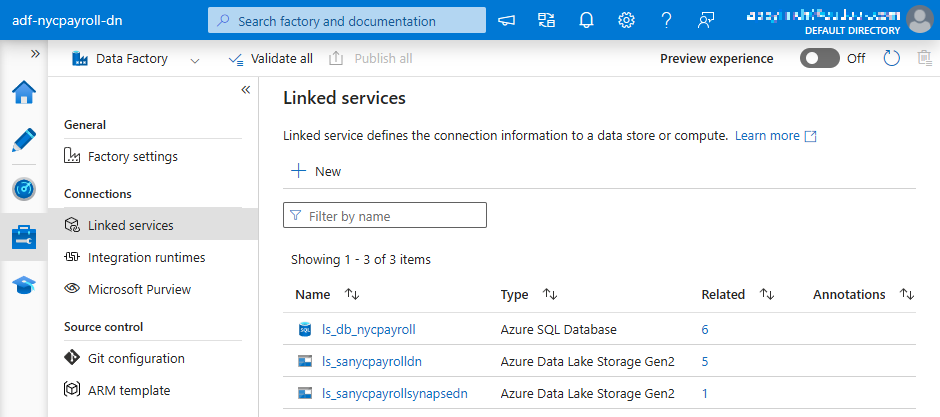 adf-nycpayroll-dn
Search factory and documentation
DEFAULT DIRECTORY
Data Factory
Validate all
Publish all
Preview experience
Off
General
Factory settings
Connections
Linked services
Integration runtimes
Microsoft Purview
Source control
Git configuration
ARM template
Linked services
Linked service defines the connection information to a data store or compute. Learn more
New
Filter by name
Showing 1 - 3 of 3 items
Name Type Related Annotations
SQL ls_db_nycpayroll Azure SQL Database 6
ls_sanycpayrolldn Azure Data Lake Storage Gen2 5
ls_sanycpayrollsynapsedn Azure Data Lake Storage Gen2 1